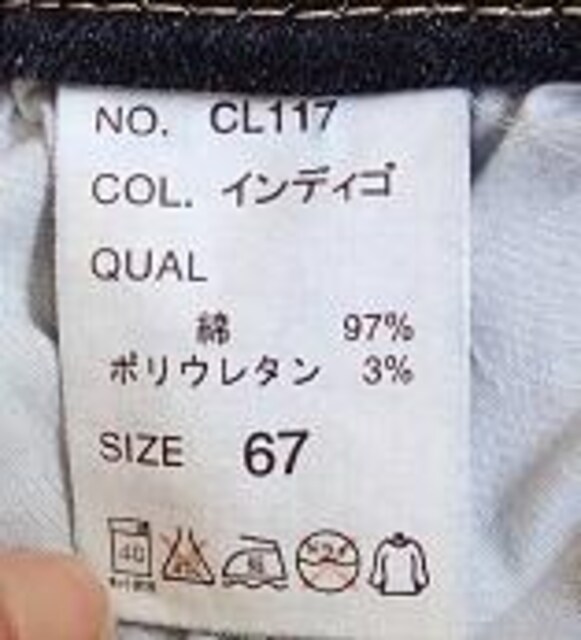 NO. CL117
COL. インディゴ
QUAL
綿 97%
ポリウレタン 3%
SIZE 67
40